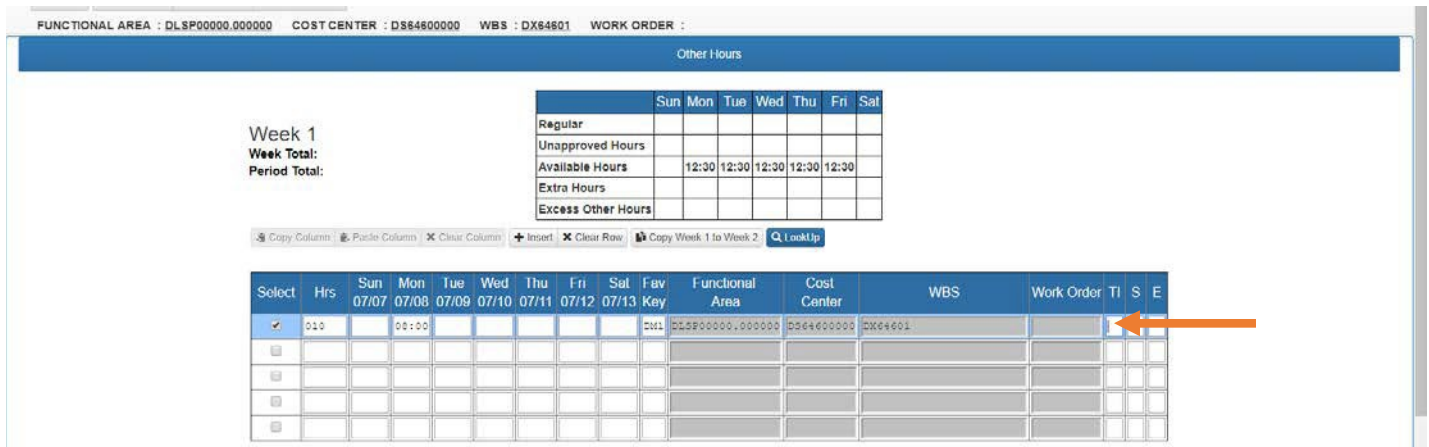 FUNCTIONAL AREA : DLSP00000.000000 COST CENTER : DS64600000 WBS : DX64601 WORK ORDER :
Other Hours
Sun Mon Tue Wed Thu Fri Sat
Week 1
Week Total:
Period Total:
Regular
Unapproved Hours
Available Hours 12:30 12:30 12:30 12:30 12:30
Extra Hours
Excess Other Hours
Copy Column Paste Column Clear Column Insert Clear Row Copy Week 1 to Week 2 LookUp
Select Hrs Sun 07/07 Mon 07/08 Tue 07/09 Wed 07/10 Thu 07/11 Fri 07/12 Sat 07/13 Fav Key Functional Area Cost Center WBS Work Order TI S E
010 08:00 DM1 DLSP00000.000000 DS64600000 DX64601